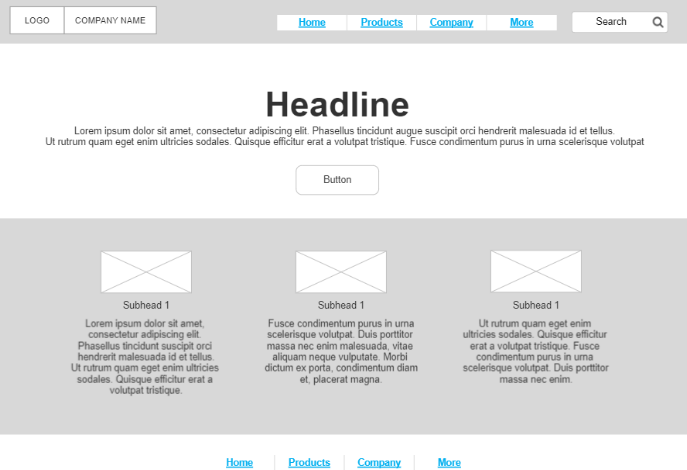 LOGO COMPANY NAME Home Products Company More Search
Headline
Lorem ipsum dolor sit amet, consectetur adipiscing elit. Phasellus tincidunt augue suscipit orci hendrerit malesuada id et tellus.
Ut rutrum quam eget enim ultricies sodales. Quisque efficitur erat a volutpat tristique. Fusce condimentum purus in urna scelerisque volutpat
Button
Subhead 1
Lorem ipsum dolor sit amet,
consectetur adipiscing elit.
Phasellus tincidunt suscipit orci
hendrerit malesuada id et tellus.
Ut rutrum quam eget enim ultricies
sodales. Quisque efficitur erat a
volutpat tristique.
Subhead 1
Fusce condimentum purus in urna
scelerisque volutpat. Duis porttitor
massa nec enim malesuada, vitae
aliquam neque vulputate. Morbi
dictum ex porta, condimentum diam
et, placerat magna.
Subhead 1
Ut rutrum quam eget enim
ultricies sodales. Quisque efficitur
erat a volutpat tristique. Fusce
condimentum purus in urna
scelerisque volutpat. Duis porttitor
massa nec enim.
Home Products Company More